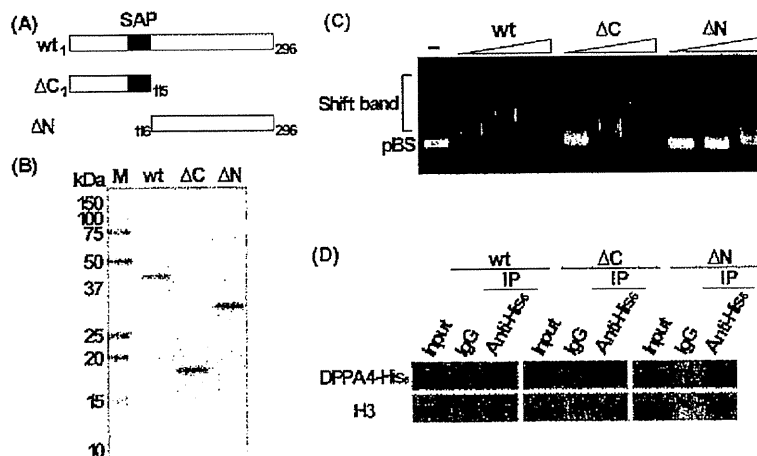 (A)
SAP
wt 1 296
ΔC 1 115
ΔN 116 296
(B)
kDa M wt ΔC ΔN
150
100
75
50
37
25
20
15
10
(C)
− wt ΔC ΔN
Shift band
pBS
(D)
wt ΔC ΔN
IP IP IP
Input IgG Anti-His6 Input IgG Anti-His6 Input IgG Anti-His6
DPPA4-His6
H3